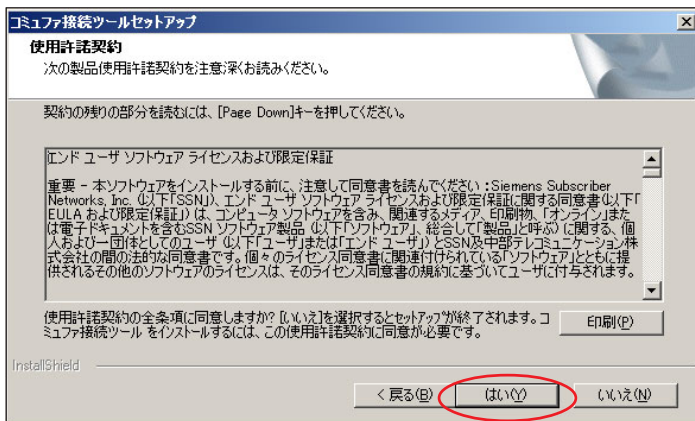 コミュファ接続ツールセットアップ
使用許諾契約
次の製品使用許諾契約を注意深くお読みください。
契約の残りの部分を読むには、[Page Down]キーを押してください。
エンド ユーザ ソフトウェア ライセンスおよび限定保証
重要 - 本ソフトウェアをインストールする前に、注意して同意書を読んでください :Siemens Subscriber
Networks, Inc. (以下「SSN」)、エンド ユーザ ソフトウェア ライセンスおよび限定保証に関する同意書(以下「
EULA および限定保証」) は、コンピュータ ソフトウェアを含み、関連するメディア、印刷物、「オンライン」また
は電子ドキュメントを含むSSN ソフトウェア製品 (以下「ソフトウェア」、総合して「製品」と呼ぶ) に関する、個
人および一団体としてのユーザ (以下「ユーザ」または「エンド ユーザ」) とSSN及中部テレコミュニケーション株
式会社の間の法的な同意書です。個々のライセンス同意書に関連付けられている「ソフトウェア」とともに提
供されるその他のソフトウェアのライセンスは、そのライセンス同意書の規約に基づいてユーザに付与されます。
使用許諾契約の全条項に同意しますか? [いいえ]を選択するとセットアップが終了されます。コ
ミュファ接続ツール をインストールするには、この使用許諾契約に同意が必要です。
印刷(P)
InstallShield
< 戻る(B)
はい(Y)
いいえ(N)